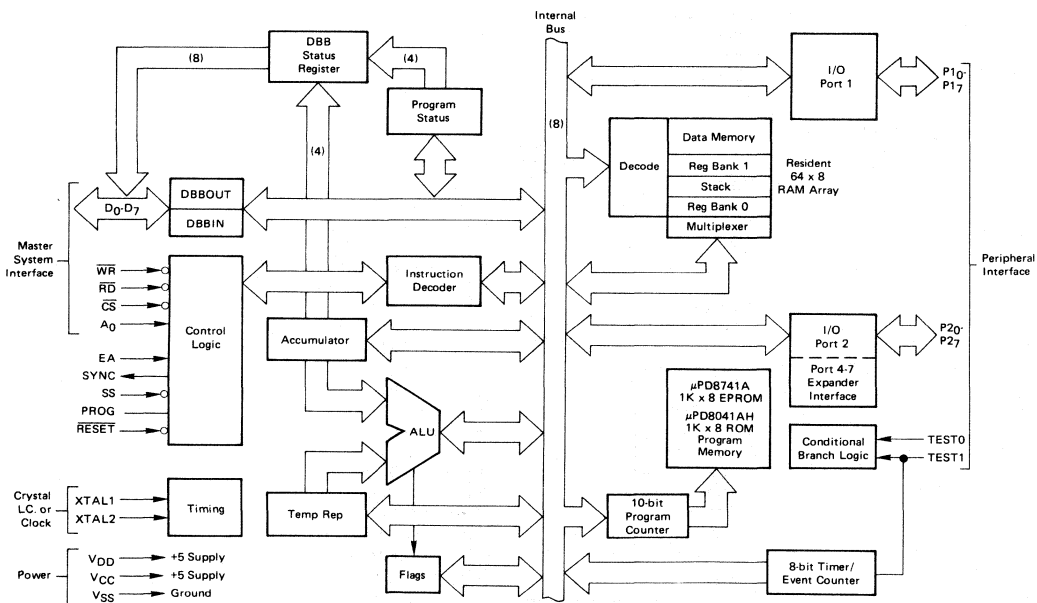 Internal
Bus
DBB
Status
Register
(8)
(4)
Program
Status
(4)
(8)
I/O
Port 1
P10-
P17
Decode
Data Memory
Reg Bank 1
Stack
Reg Bank 0
Multiplexer
Resident
64 x 8
RAM Array
D0-D7
DBBOUT
DBBIN
Master
System
Interface
WR
RD
CS
A0
EA
SYNC
SS
PROG
RESET
Control
Logic
Instruction
Decoder
Accumulator
ALU
Peripheral
Interface
I/O
Port 2
Port 4-7
Expander
Interface
P20-
P27
μPD8741A
1K x 8 EPROM
μPD8041AH
1K x 8 ROM
Program
Memory
Conditional
Branch Logic
TEST0
TEST1
Crystal
LC. or
Clock
XTAL1
XTAL2
Timing
Temp Rep
10-bit
Program
Counter
Power
VDD
+5 Supply
VCC
+5 Supply
VSS
Ground
Flags
8-bit Timer/
Event Counter